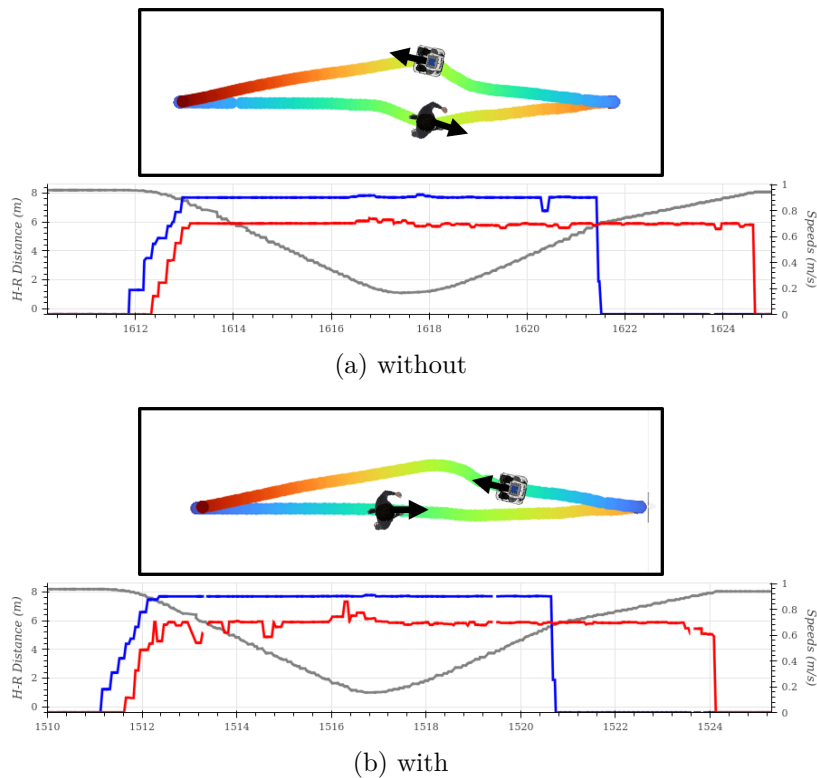 H-R Distance (m)
8
6
4
2
0
1
0.8
0.6
0.4
0.2
0
Speeds (m/s)
1612 1614 1616 1618 1620 1622 1624
(a) without
H-R Distance (m)
8
6
4
2
0
1
0.8
0.6
0.4
0.2
0
Speeds (m/s)
1510 1512 1514 1516 1518 1520 1522 1524
(b) with